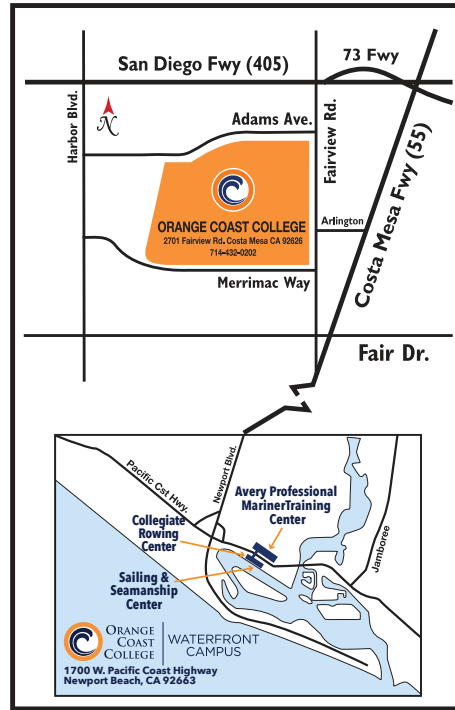 San Diego Fwy (405)
73 Fwy
Harbor Blvd.
N
Adams Ave.
Fairview Rd.
Costa Mesa Fwy (55)
ORANGE COAST COLLEGE
2701 Fairview Rd. Costa Mesa CA 92626
714-432-0202
Arlington
Merrimac Way
Fair Dr.
Pacific Cst Hwy.
Newport Blvd.
Avery Professional
MarinerTraining
Center
Collegiate
Rowing
Center
Jamboree
Sailing &
Seamanship
Center
ORANGE
COAST
COLLEGE
WATERFRONT
CAMPUS
1700 W. Pacific Coast Highway
Newport Beach, CA 92663